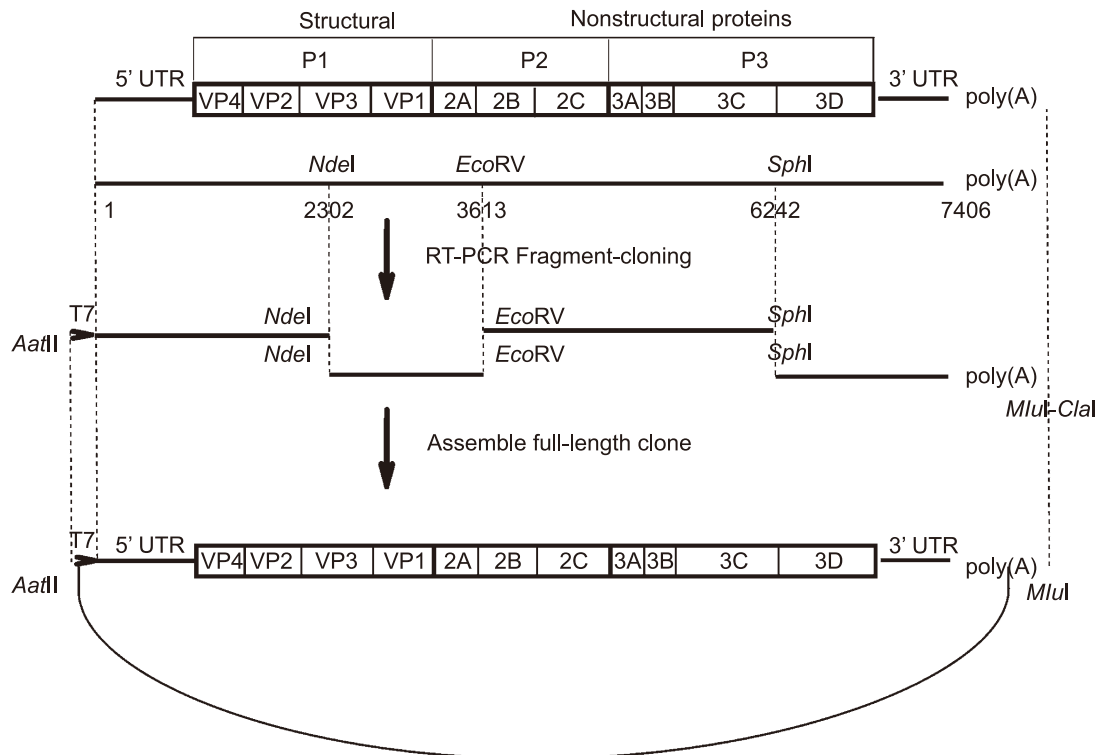 Structural Nonstructural proteins
P1 P2 P3
5’ UTR 3’ UTR
VP4 VP2 VP3 VP1 2A 2B 2C 3A 3B 3C 3D poly(A)
NdeI EcoRV SphI
poly(A)
1 2302 3613 6242 7406
RT-PCR Fragment-cloning
T7 NdeI EcoRV SphI
AatII NdeI EcoRV SphI
poly(A)
MluI-ClaI
Assemble full-length clone
T7 5’ UTR 3’ UTR
VP4 VP2 VP3 VP1 2A 2B 2C 3A 3B 3C 3D
AatII poly(A) MluI